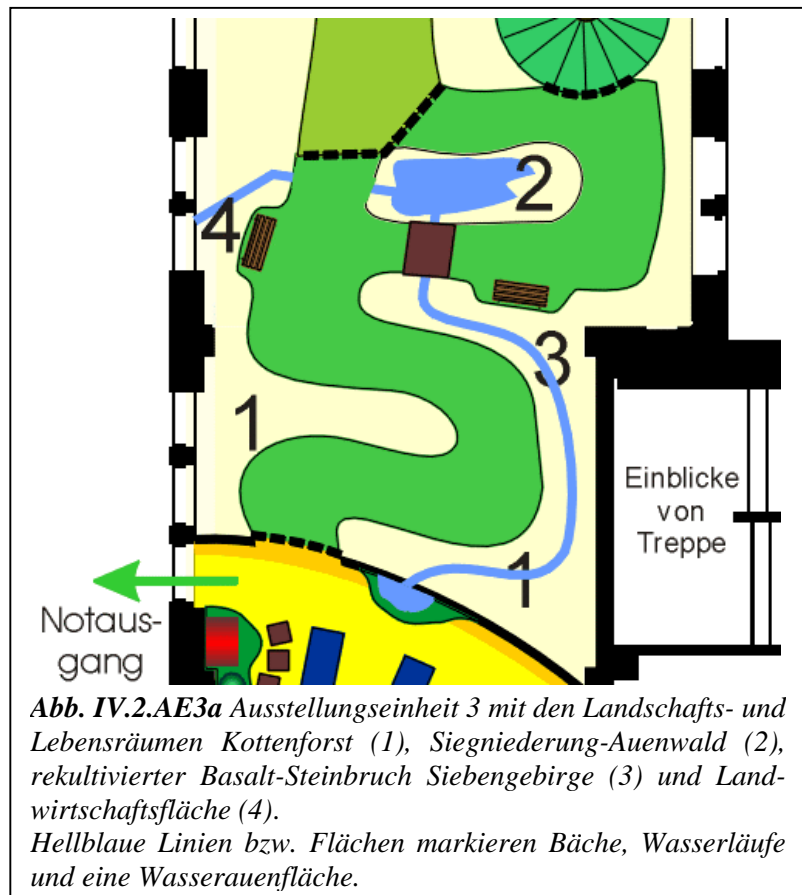 2
4
3
1
Einblicke
von
Treppe
1
Notaus-
gang
Abb. IV.2.AE3a Ausstellungseinheit 3 mit den Landschafts- und
Lebensräumen Kottenforst (1), Siegniederung-Auenwald (2),
rekultivierter Basalt-Steinbruch Siebengebirge (3) und Land-
wirtschaftsfläche (4).
Hellblaue Linien bzw. Flächen markieren Bäche, Wasserläufe
und eine Wasserauenfläche.